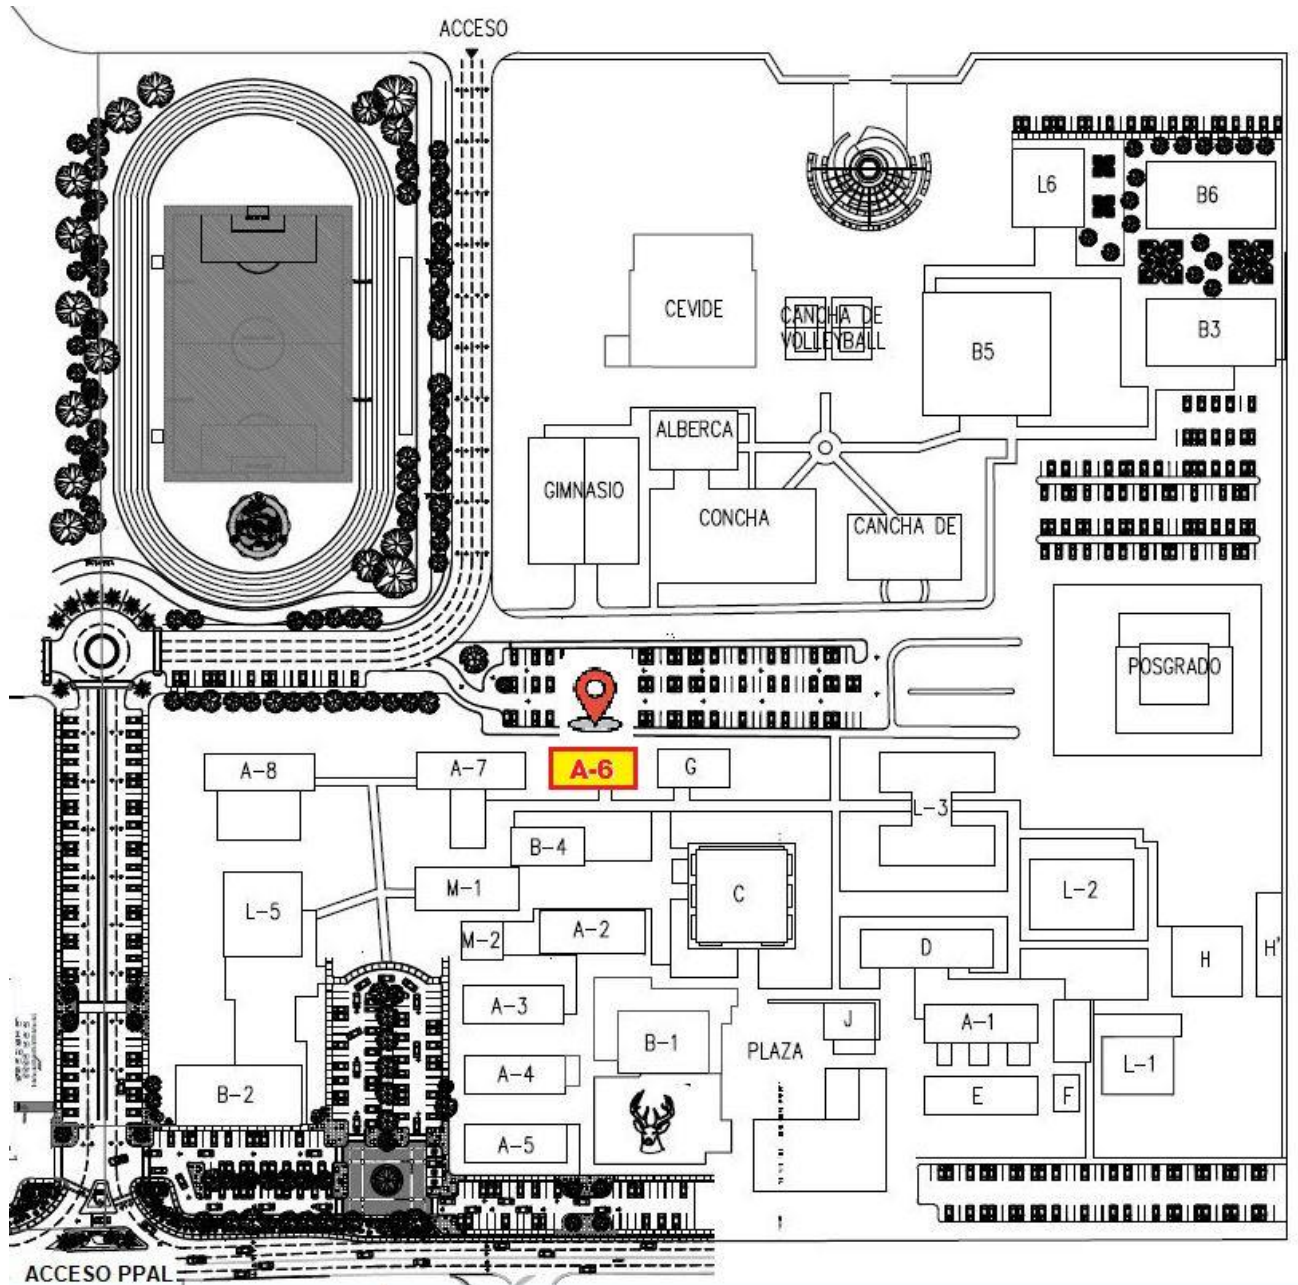 ACCESO
L6
B6
CEVIDE
CANCHA DE
VOLLEYBALL
B3
B5
ALBERCA
GIMNASIO
CONCHA
CANCHA DE
POSGRADO
A-8
A-7
A-6
G
L-3
B-4
M-1
C
L-2
L-5
M-2
A-2
D
H
H'
A-3
A-1
J
B-1
PLAZA
A-4
L-1
B-2
E
F
A-5
ACCESO PPAL